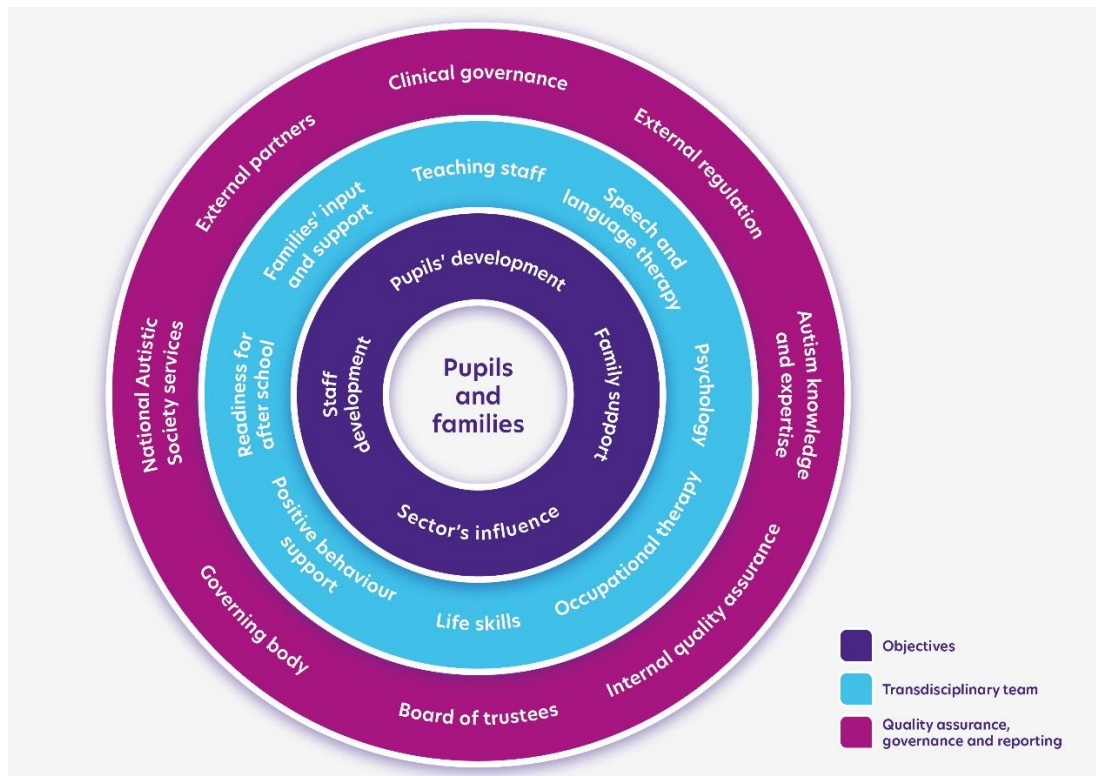 Clinical governance
External regulation
Autism knowledge
and expertise
Internal quality assurance
Board of trustees
Governing body
National Autistic
Society services
External partners
Teaching staff
Speech and
language therapy
Psychology
Occupational therapy
Life skills
Positive behaviour
support
Readiness for
after school
Families’ input
and support
Pupils’ development
Family support
Sector’s influence
Staff
development
Pupils
and
families
Objectives
Transdisciplinary team
Quality assurance,
governance and reporting